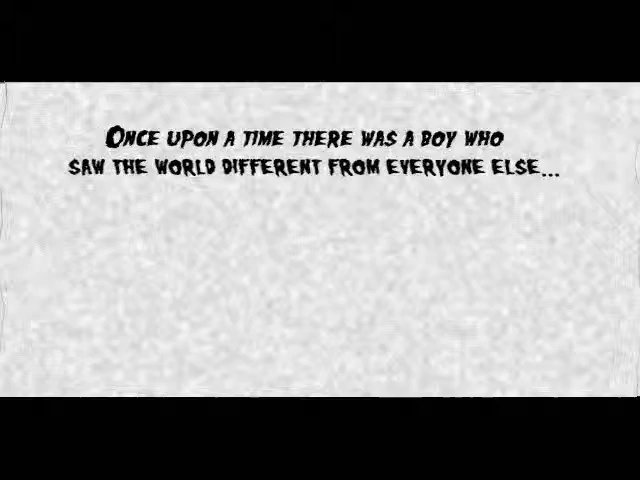 Once upon a time there was a boy who
saw the world different from everyone else...